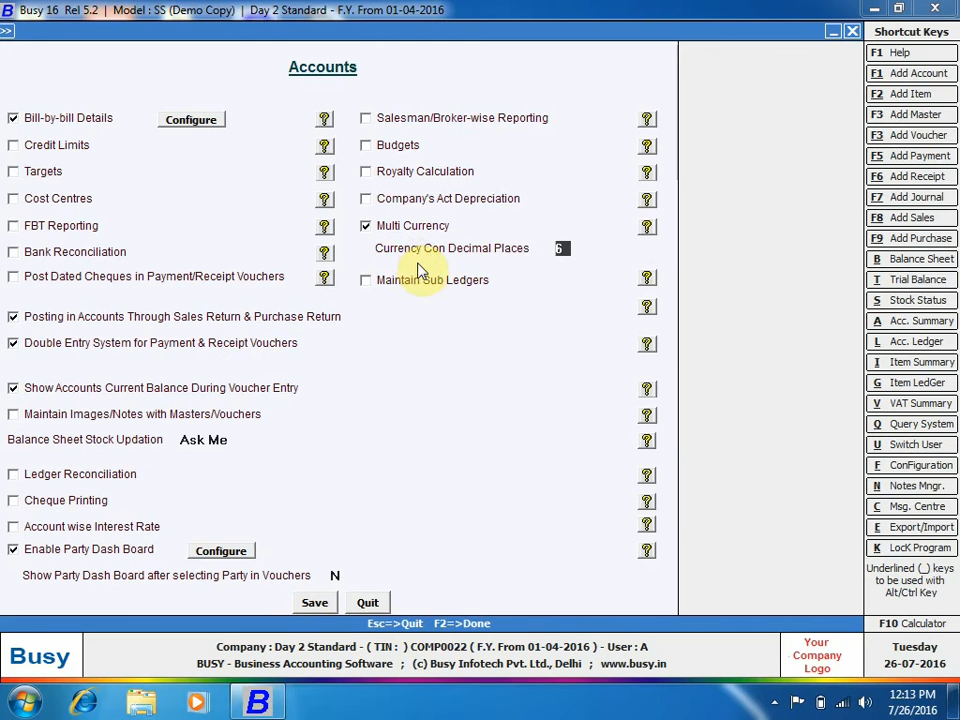 Busy 16 Rel 5.2 | Model : SS (Demo Copy) | Day 2 Standard - F.Y. From 01-04-2016
>>
Shortcut Keys
Accounts
Bill-by-bill Details
Configure
?
Salesman/Broker-wise Reporting
?
Credit Limits
?
Budgets
?
Targets
?
Royalty Calculation
?
Cost Centres
?
Company's Act Depreciation
?
FBT Reporting
?
Multi Currency
?
Bank Reconciliation
?
Currency Con Decimal Places 6
Post Dated Cheques in Payment/Receipt Vouchers
?
Maintain Sub Ledgers
?
?
Posting in Accounts Through Sales Return & Purchase Return
Double Entry System for Payment & Receipt Vouchers
?
Show Accounts Current Balance During Voucher Entry
?
Maintain Images/Notes with Masters/Vouchers
?
Balance Sheet Stock Updation Ask Me
?
Ledger Reconciliation
?
Cheque Printing
?
Account wise Interest Rate
?
Enable Party Dash Board
Configure
?
Show Party Dash Board after selecting Party in Vouchers N
Save
Quit
F1 Help
F1 Add Account
F2 Add Item
F3 Add Master
F3 Add Voucher
F5 Add Payment
F6 Add Receipt
F7 Add Journal
F8 Add Sales
F9 Add Purchase
B Balance Sheet
T Trial Balance
S Stock Status
A Acc. Summary
L Acc. Ledger
I Item Summary
G Item LedGer
V VAT Summary
Q Query System
U Switch User
F ConFiguration
N Notes Mngr.
C Msg. Centre
E Export/Import
K LocK Program
Underlined (_) keys
to be used with
Alt/Ctrl Key
Esc=>Quit F2=>Done
F10 Calculator
Busy
Company : Day 2 Standard - ( TIN : ) COMP0022 ( F.Y. From 01-04-2016 ) - User : A
BUSY - Business Accounting Software ; (c) Busy Infotech Pvt. Ltd., Delhi ; www.busy.in
Your
Company
Logo
Tuesday
26-07-2016
12:13 PM
7/26/2016